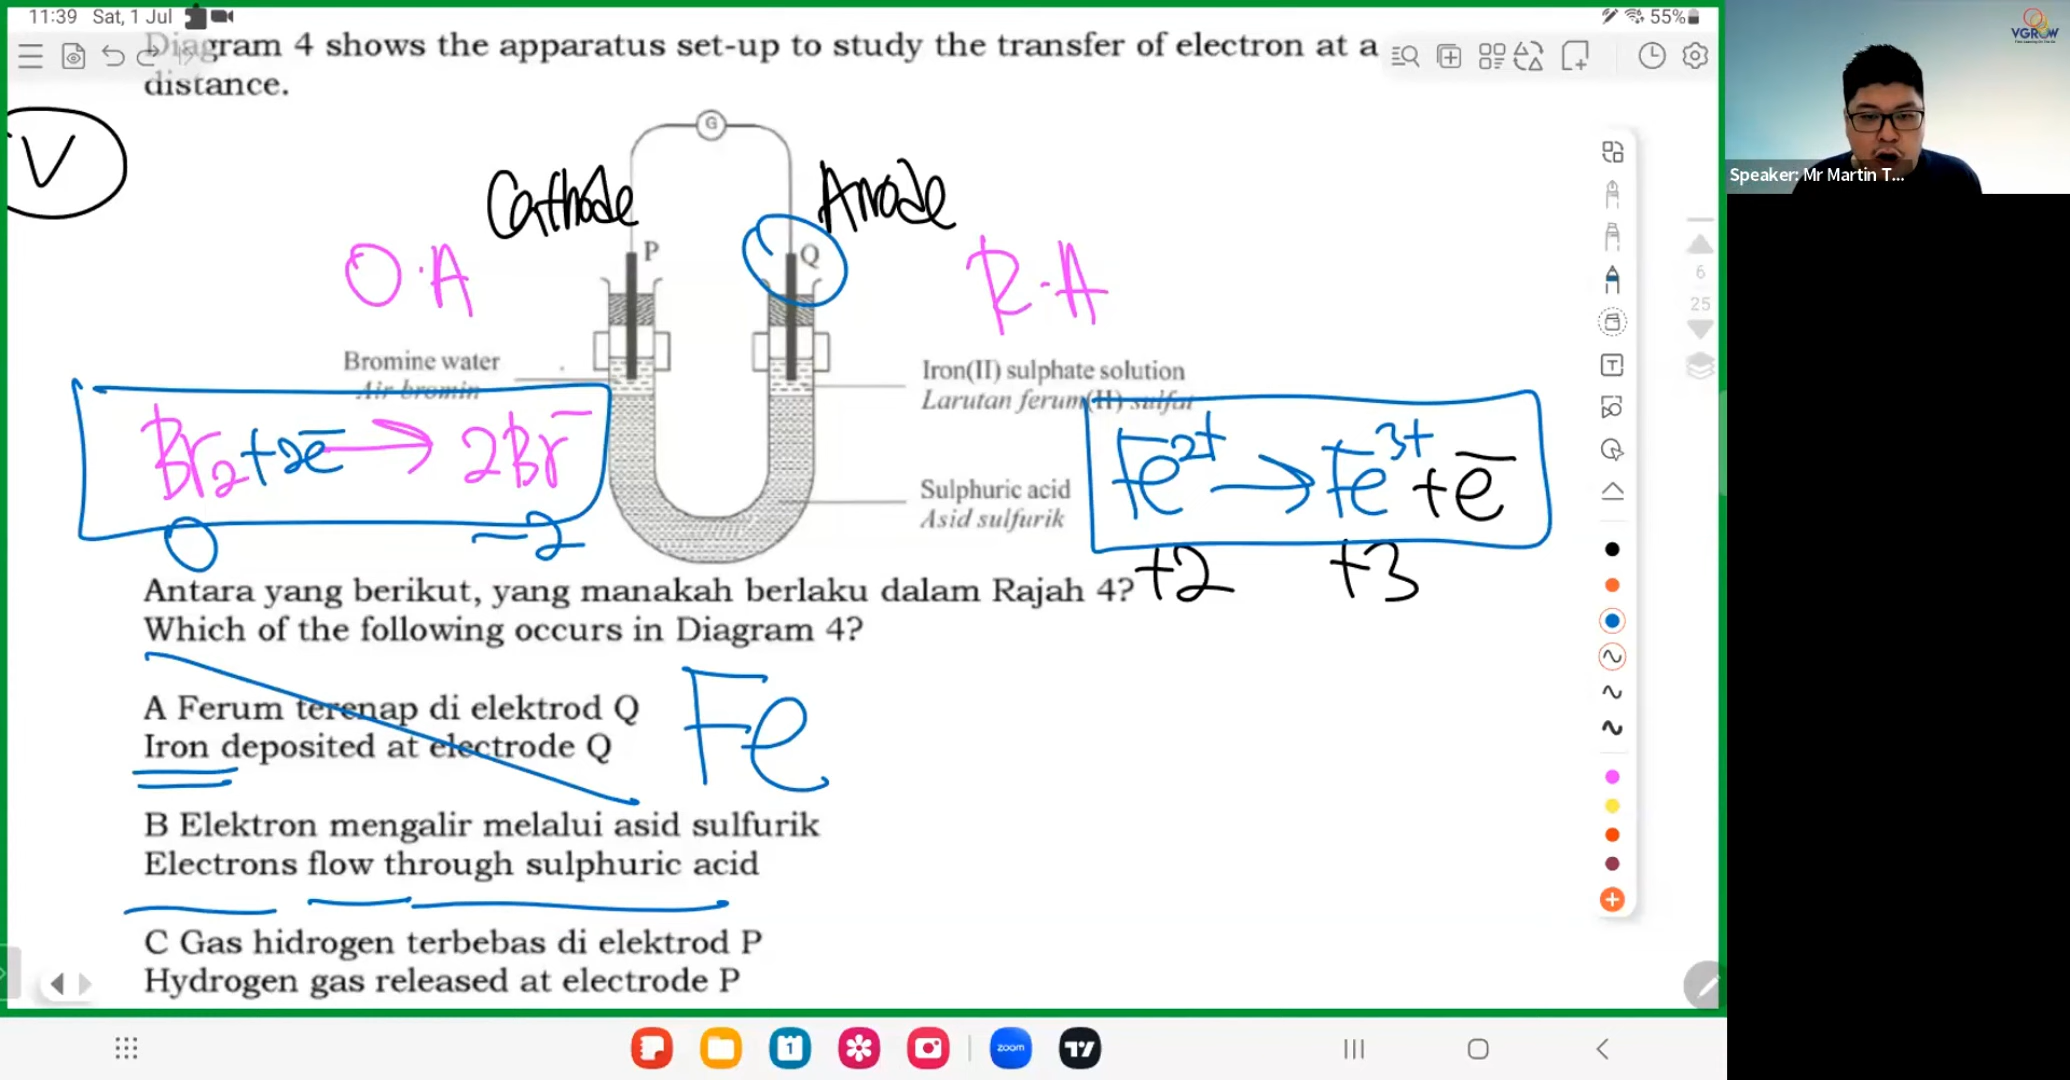 11:39 Sat, 1 Jul
55%
VGROW
Diagram 4 shows the apparatus set-up to study the transfer of electron at a
distance.
G
V
Cathode
Anode
P
Q
O.A
R.A
Speaker: Mr Martin T...
6
25
Bromine water
Air bromin
Iron(II) sulphate solution
Larutan ferum(II) sulfat
Br₂ + 2e⁻ → 2Br⁻
Fe²⁺ → Fe³⁺ + e⁻
Sulphuric acid
Asid sulfurik
0
-2
+2
+3
Antara yang berikut, yang manakah berlaku dalam Rajah 4?
Which of the following occurs in Diagram 4?
A Ferum terenap di elektrod Q
Iron deposited at electrode Q
Fe
B Elektron mengalir melalui asid sulfurik
Electrons flow through sulphuric acid
C Gas hidrogen terbebas di elektrod P
Hydrogen gas released at electrode P
1
zoom